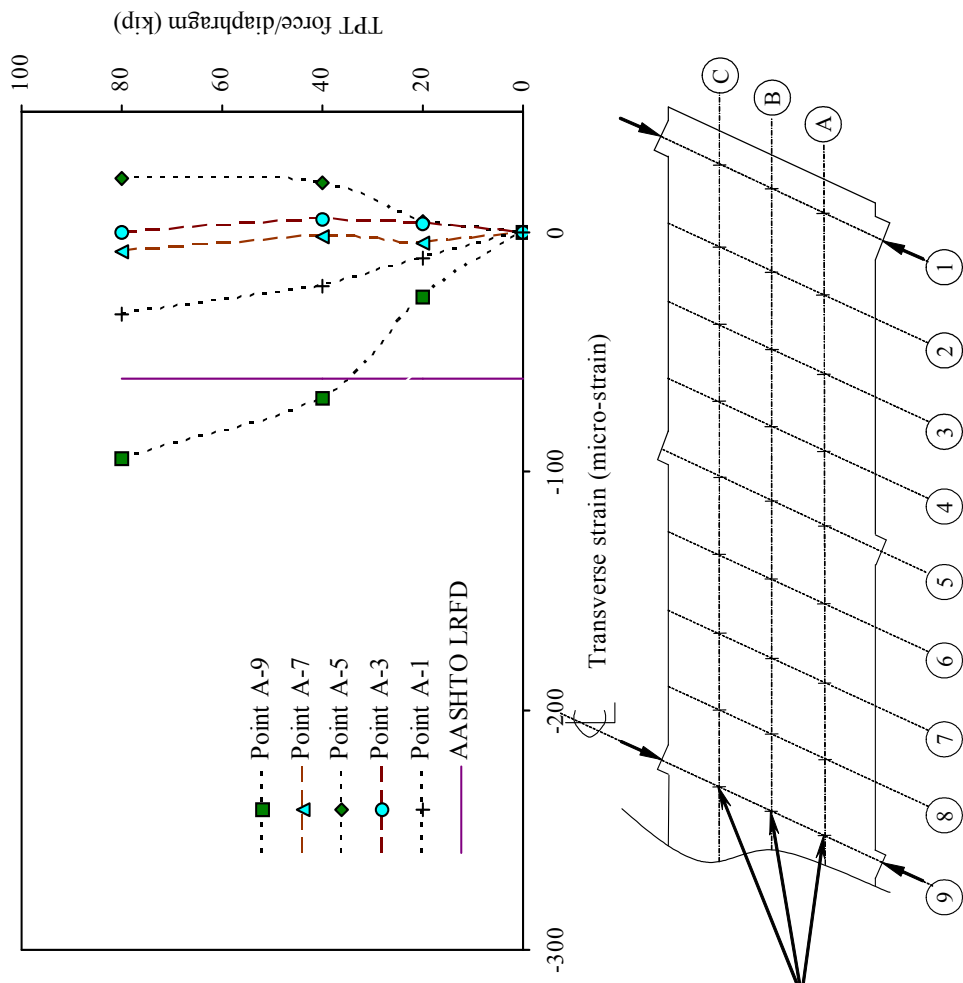 TPT force/diaphragm (kip)
100
80
60
40
20
0
0
-100
-200
-300
Transverse strain (micro-strain)
Point A-9
Point A-7
Point A-5
Point A-3
Point A-1
AASHTO LRFD
C
B
A
1
2
3
4
5
6
7
8
9